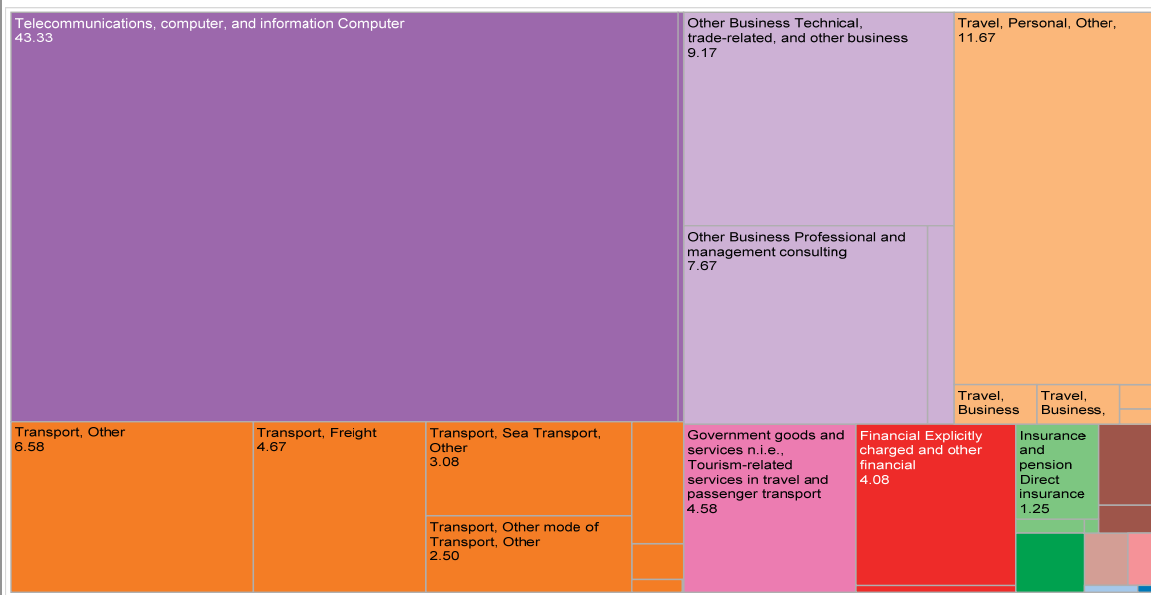 Telecommunications, computer, and information Computer
43.33
Other Business Technical,
trade-related, and other business
9.17
Travel, Personal, Other,
11.67
Other Business Professional and
management consulting
7.67
Travel,
Business
Travel,
Business,
Transport, Other
6.58
Transport, Freight
4.67
Transport, Sea Transport,
Other
3.08
Transport, Other mode of
Transport, Other
2.50
Government goods and
services n.i.e.,
Tourism-related
services in travel and
passenger transport
4.58
Financial Explicitly
charged and other
financial
4.08
Insurance
and
pension
Direct
insurance
1.25